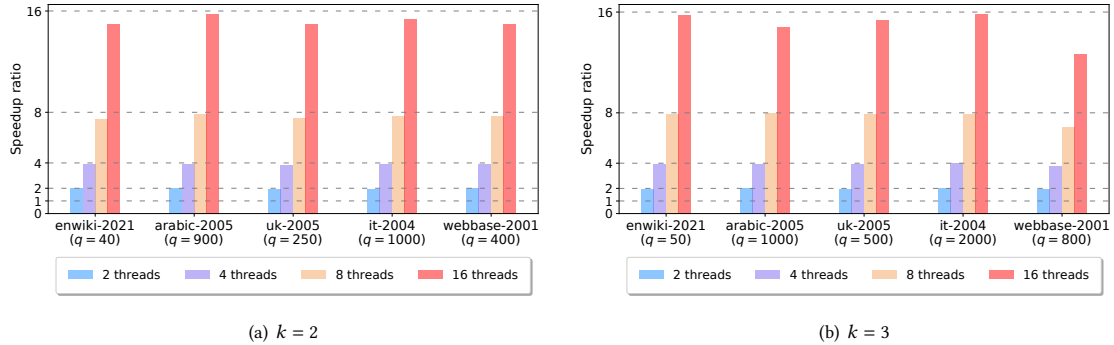 Speedup ratio
16
8
4
2
1
0
enwiki-2021 arabic-2005 uk-2005 it-2004 webbase-2001
(q = 40) (q = 900) (q = 250) (q = 1000) (q = 400)
2 threads 4 threads 8 threads 16 threads
(a) k = 2
Speedup ratio
16
8
4
2
1
0
enwiki-2021 arabic-2005 uk-2005 it-2004 webbase-2001
(q = 50) (q = 1000) (q = 500) (q = 2000) (q = 800)
2 threads 4 threads 8 threads 16 threads
(b) k = 3